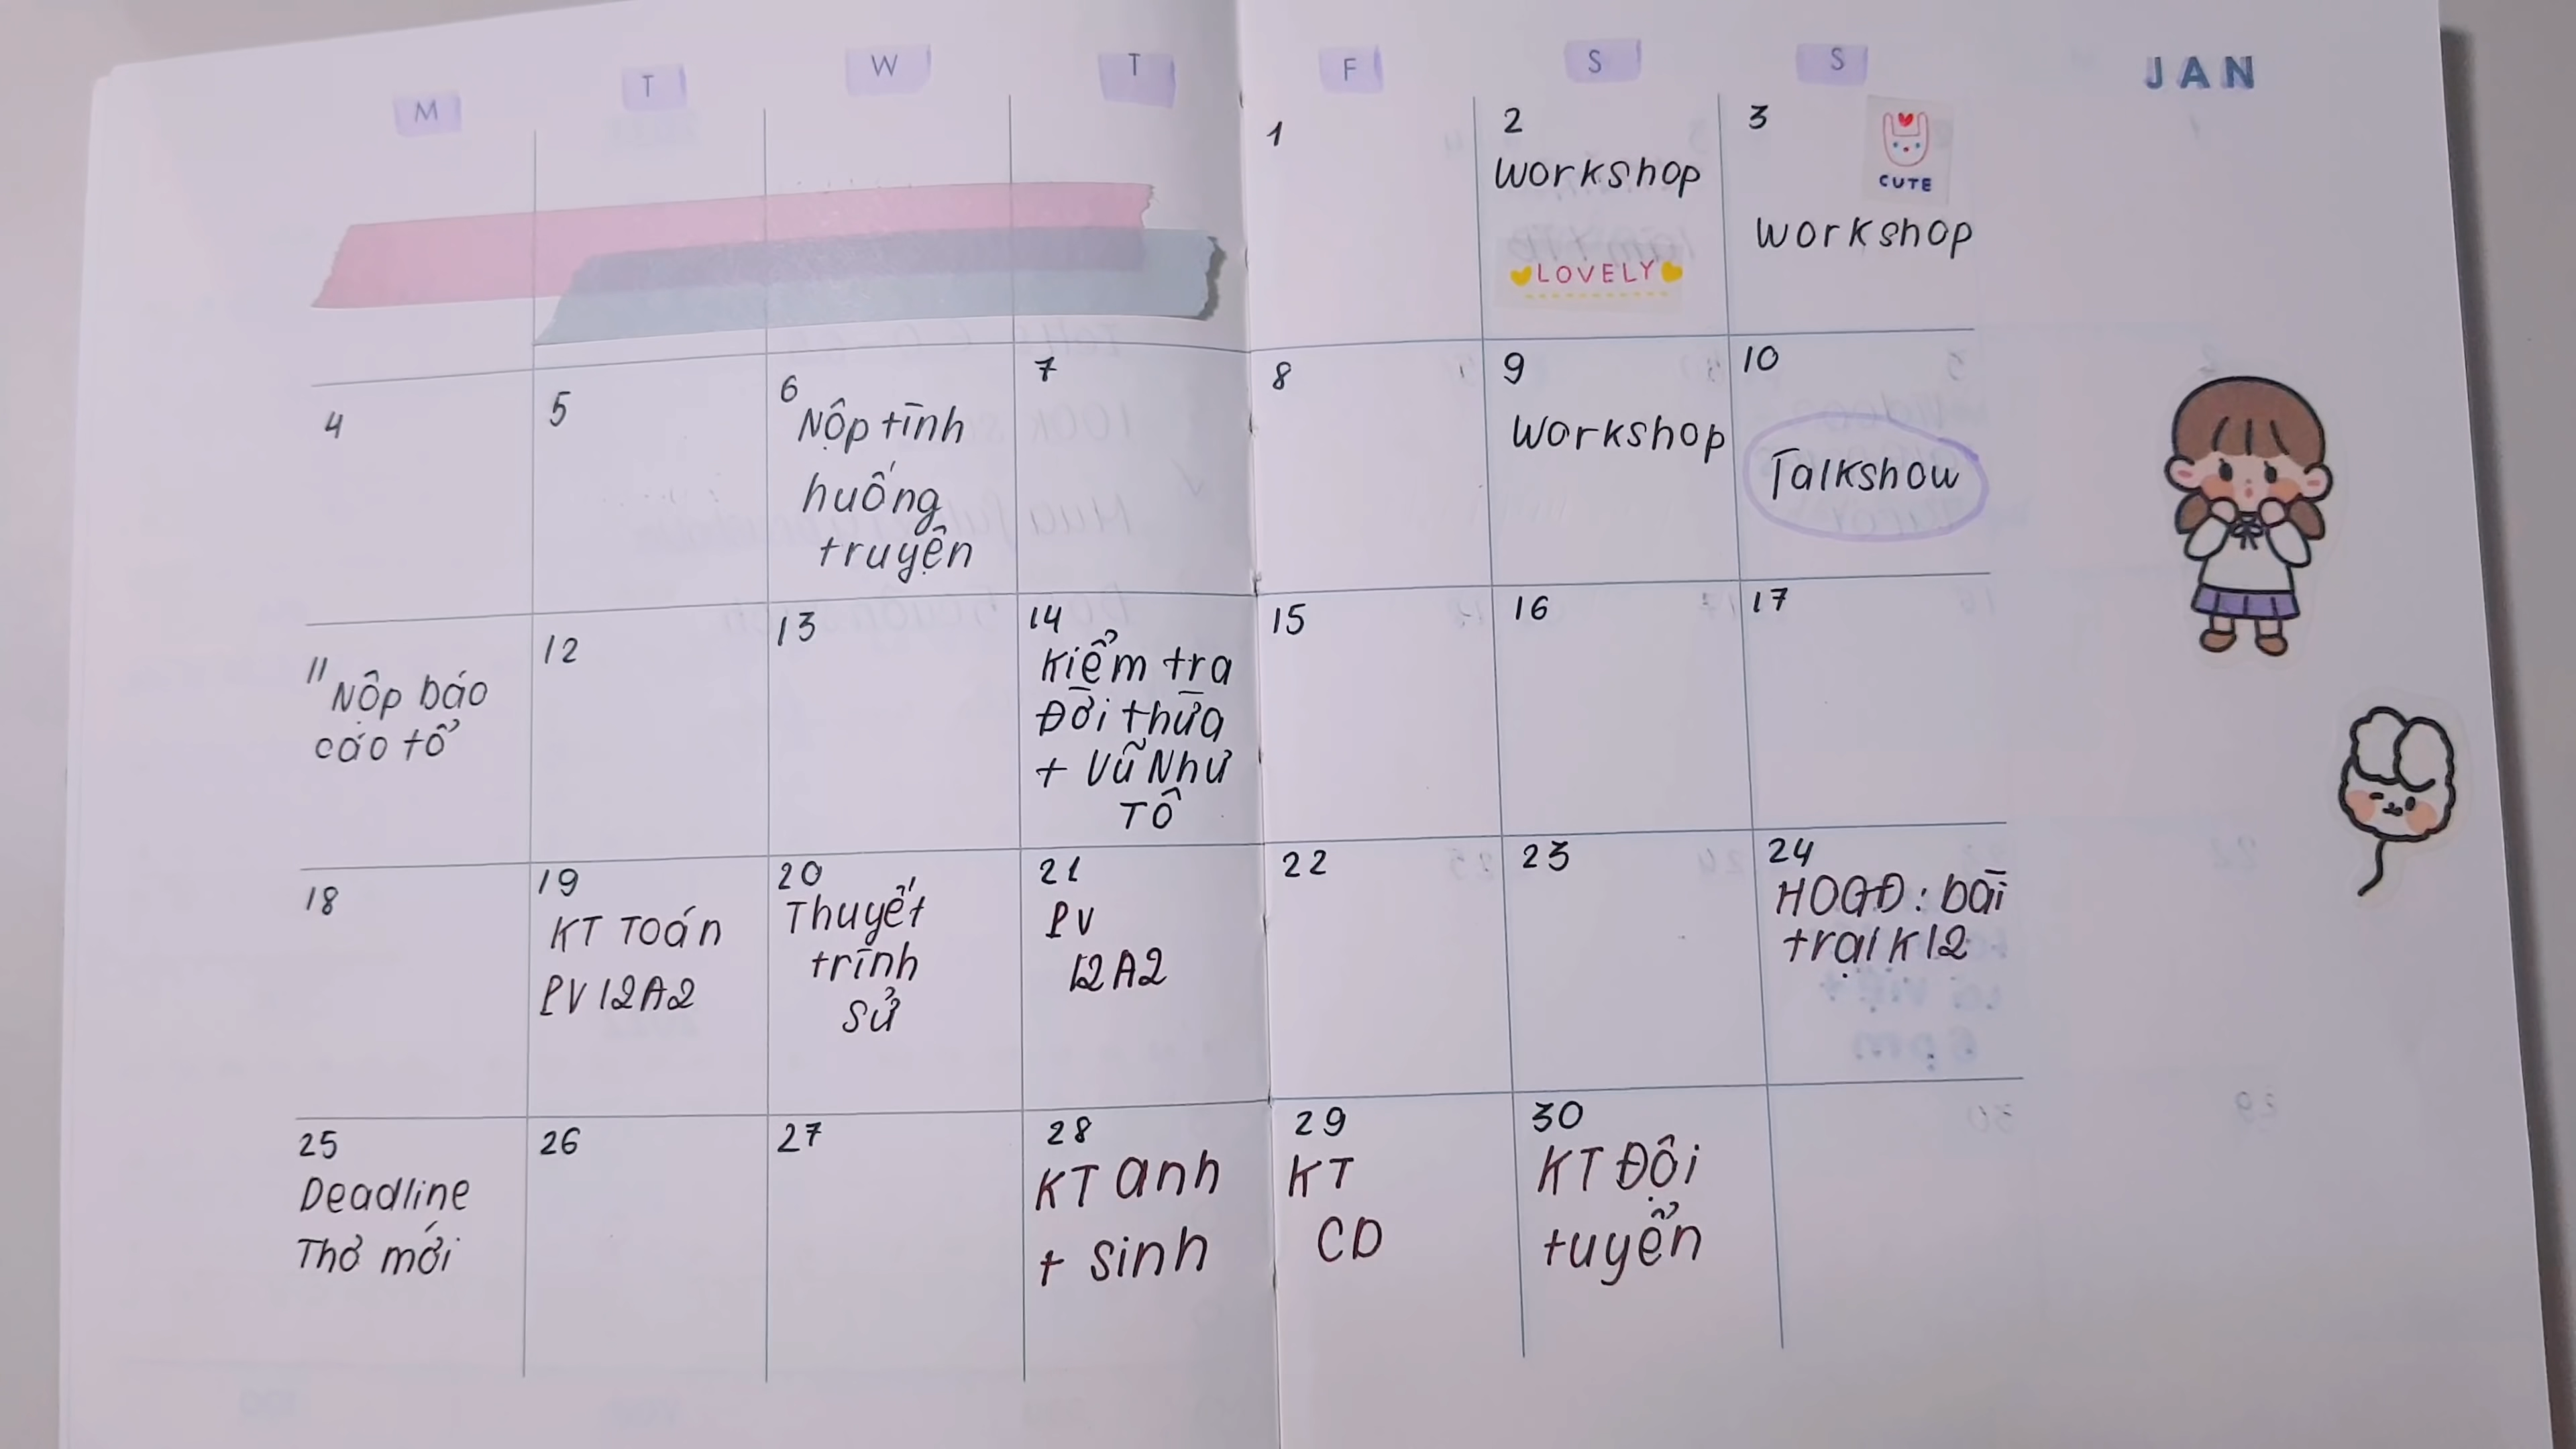 JAN
M T W T F S S
1
2
Workshop
LOVELY
3
CUTE
Workshop
4
5
6
Nộp tình
huống
truyện
7
8
9
Workshop
10
Talkshow
11
Nộp báo
cáo tổ
12
13
14
Kiểm tra
Đời thừa
+ Vũ Như
Tô
15
16
17
18
19
KT Toán
PV 12A2
20
Thuyết
trình
Sử
21
PV
12A2
22
23
24
HOGĐ: bài
trại K12
25
Deadline
Thơ mới
26
27
28
KT anh
+ sinh
29
KT
CD
30
KT Đội
tuyển